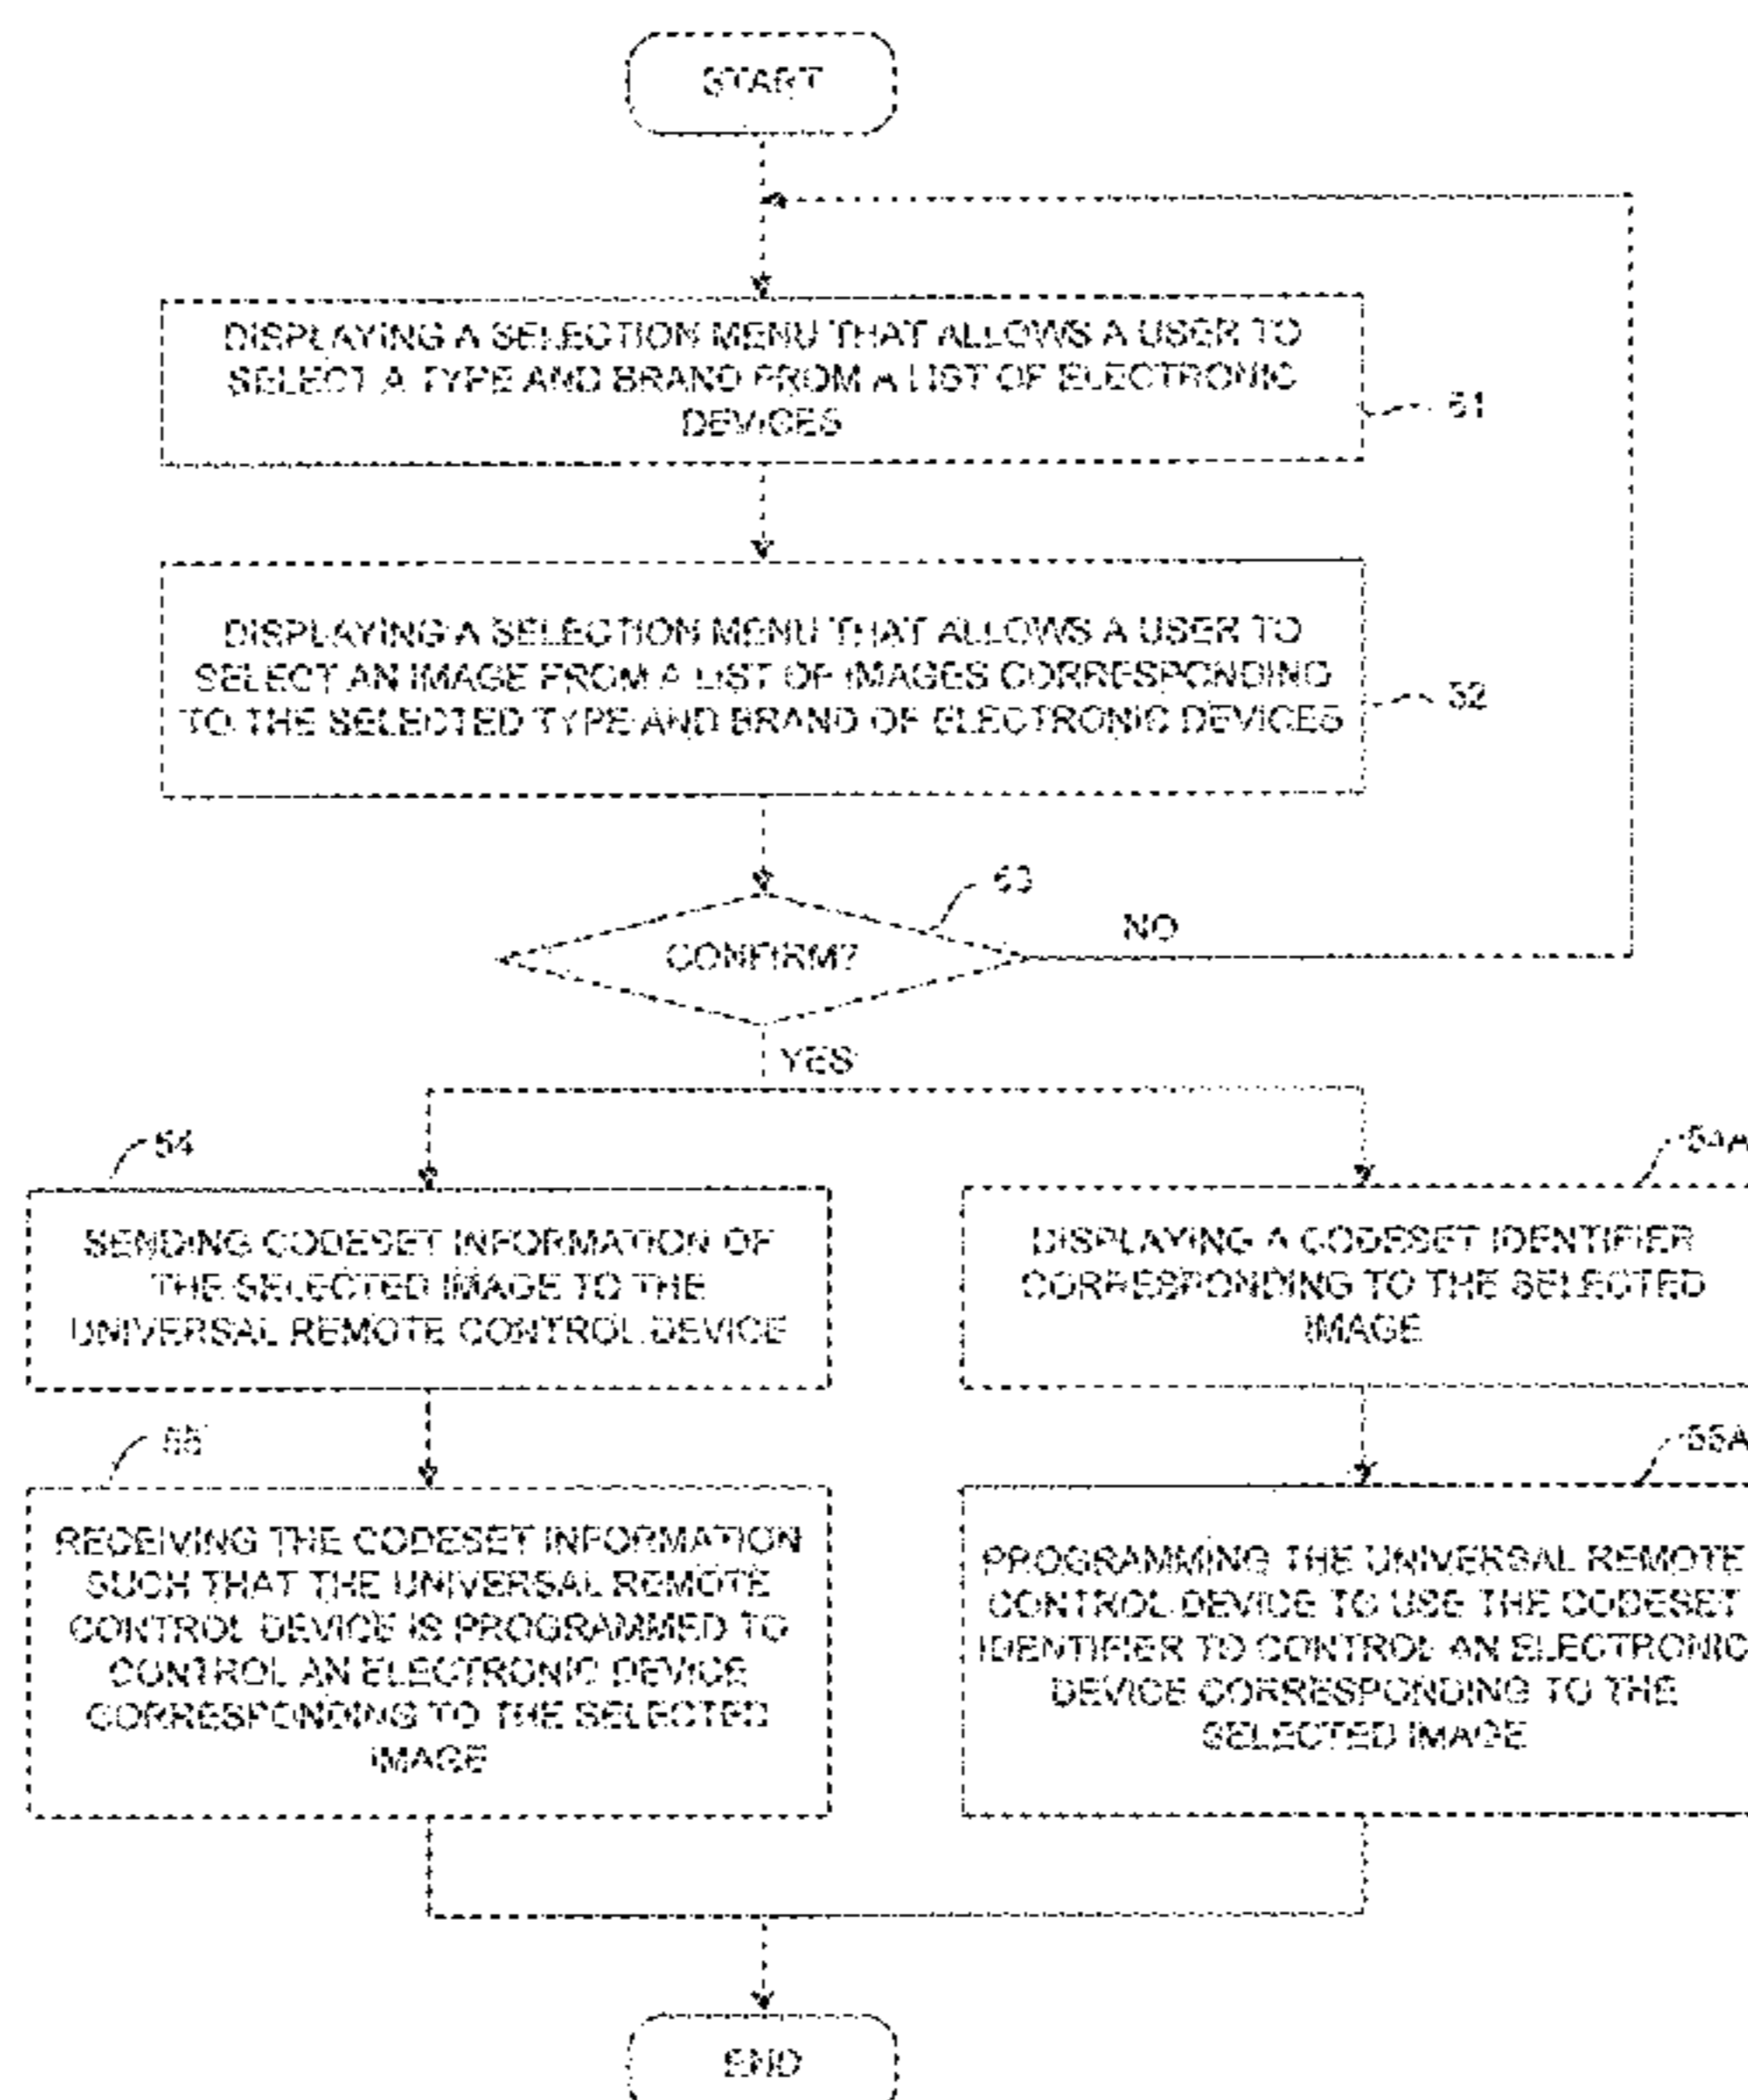 START
DISPLAYING A SELECTION MENU THAT ALLOWS A USER TO
SELECT A TYPE AND BRAND FROM A LIST OF ELECTRONIC
DEVICES
51
DISPLAYING A SELECTION MENU THAT ALLOWS A USER TO
SELECT AN IMAGE FROM A LIST OF IMAGES CORRESPONDING
TO THE SELECTED TYPE AND BRAND OF ELECTRONIC DEVICES
52
53
CONFIRM?
NO
YES
54
54A
SENDING CODESET INFORMATION OF
THE SELECTED IMAGE TO THE
UNIVERSAL REMOTE CONTROL DEVICE
DISPLAYING A CODESET IDENTIFIER
CORRESPONDING TO THE SELECTED
IMAGE
55
55A
RECEIVING THE CODESET INFORMATION
SUCH THAT THE UNIVERSAL REMOTE
CONTROL DEVICE IS PROGRAMMED TO
CONTROL AN ELECTRONIC DEVICE
CORRESPONDING TO THE SELECTED
IMAGE
PROGRAMMING THE UNIVERSAL REMOTE
CONTROL DEVICE TO USE THE CODESET
IDENTIFIER TO CONTROL AN ELECTRONIC
DEVICE CORRESPONDING TO THE
SELECTED IMAGE
END